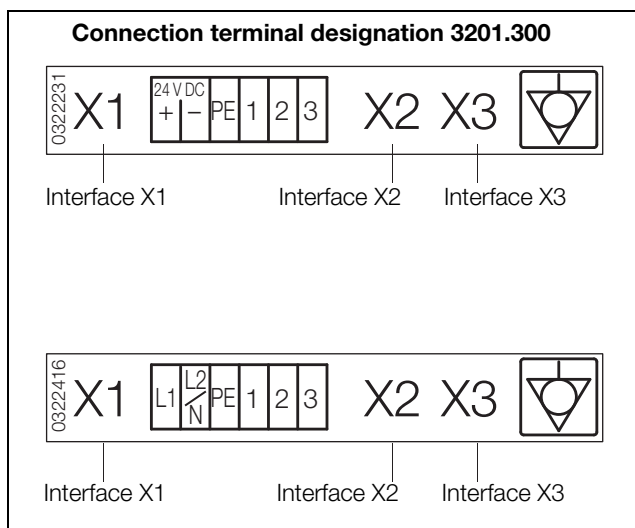 Connection terminal designation 3201.300
0322231
X1 24 V DC + | − PE 1 2 3 X2 X3
Interface X1 Interface X2 Interface X3
0322416
X1 L1 L2/N PE 1 2 3 X2 X3
Interface X1 Interface X2 Interface X3